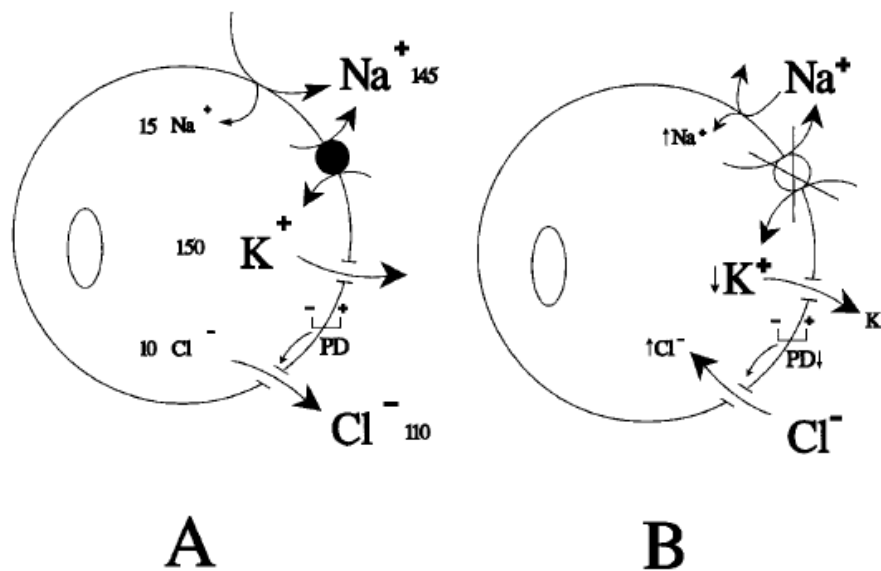 Na+ 145
15 Na+
150 K+
- +
PD
10 Cl-
Cl- 110
A
Na+
↑Na+
↓K+
K
- +
PD↓
↑Cl-
Cl-
B